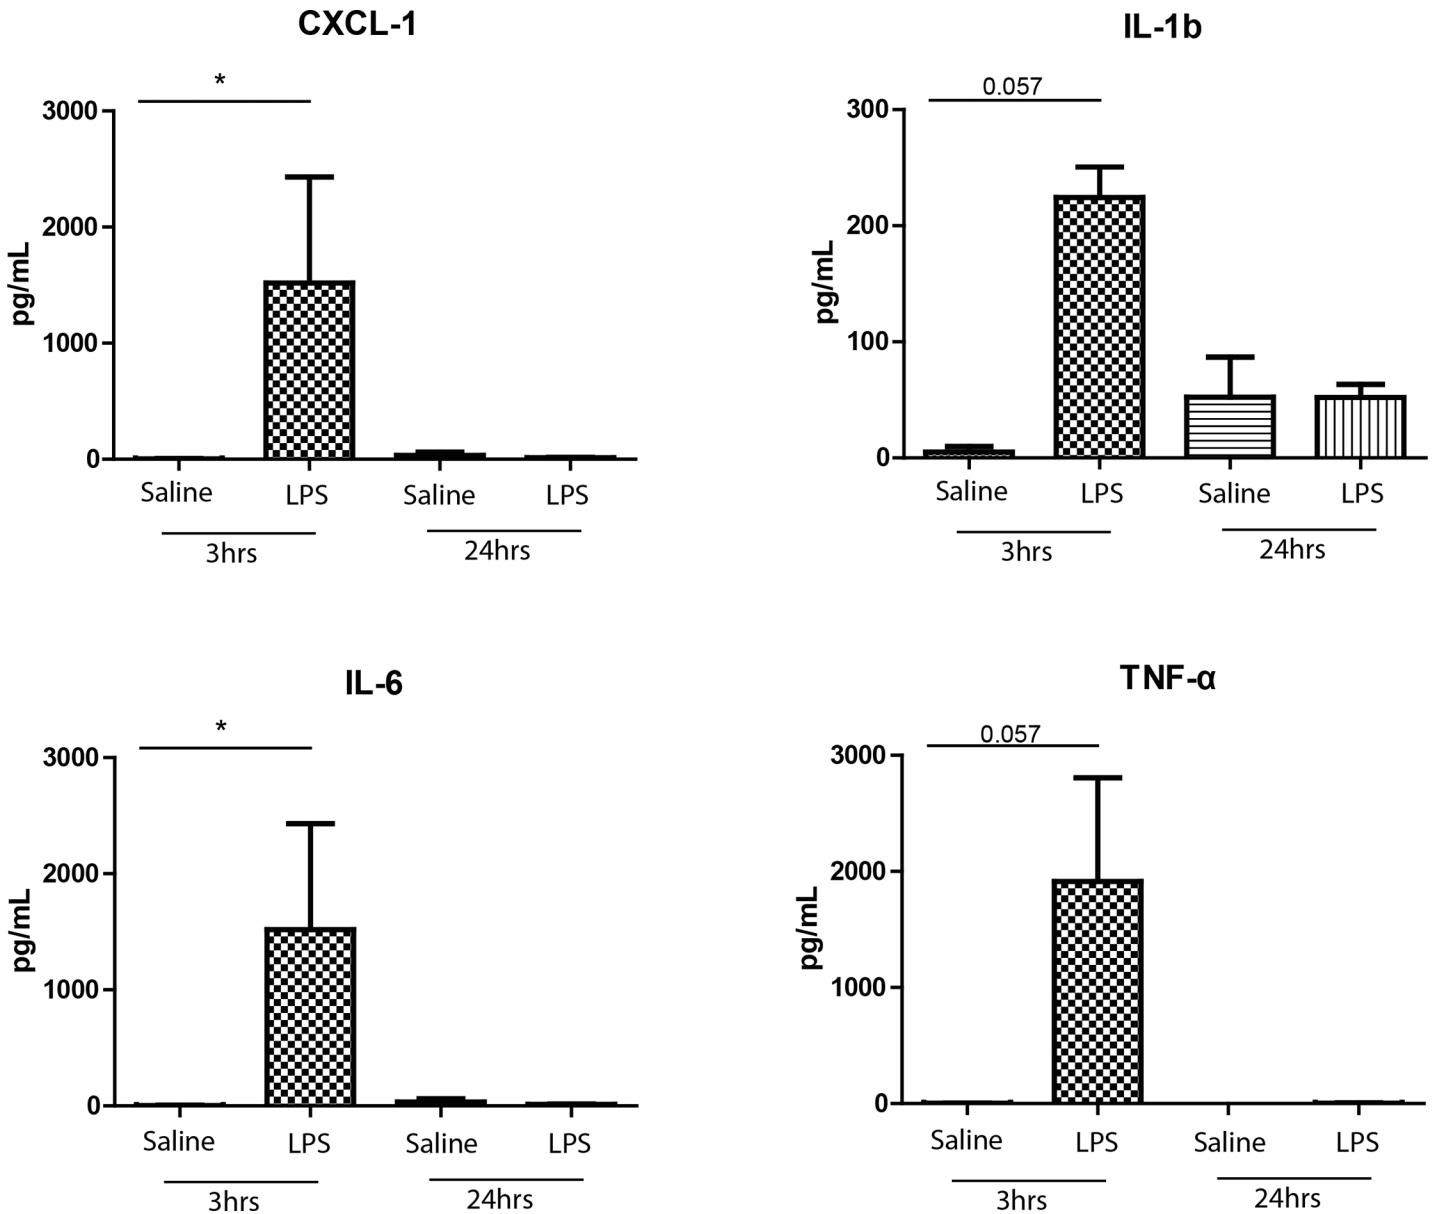 CXCL-1
*
3000
2000
1000
0
pg/mL
Saline LPS Saline LPS
3hrs 24hrs
IL-1b
0.057
300
200
100
0
pg/mL
Saline LPS Saline LPS
3hrs 24hrs
IL-6
*
3000
2000
1000
0
pg/mL
Saline LPS Saline LPS
3hrs 24hrs
TNF-α
0.057
3000
2000
1000
0
pg/mL
Saline LPS Saline LPS
3hrs 24hrs